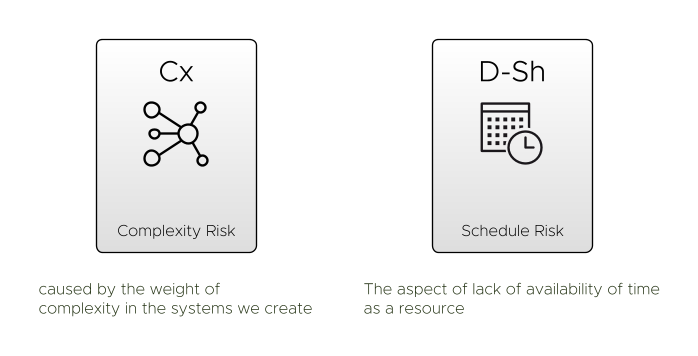 Cx
D-Sh
Complexity Risk
Schedule Risk
caused by the weight of
complexity in the systems we create
The aspect of lack of availability of time
as a resource